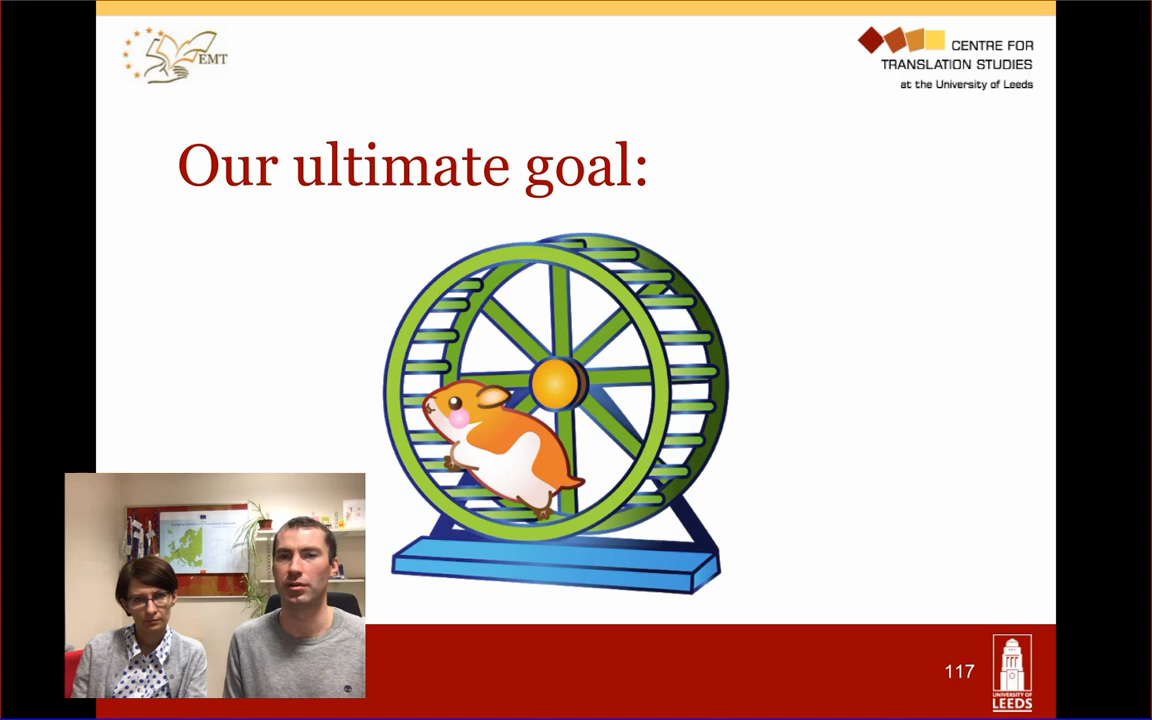 EMT
CENTRE FOR
TRANSLATION STUDIES
at the University of Leeds
Our ultimate goal:
117
UNIVERSITY OF
LEEDS